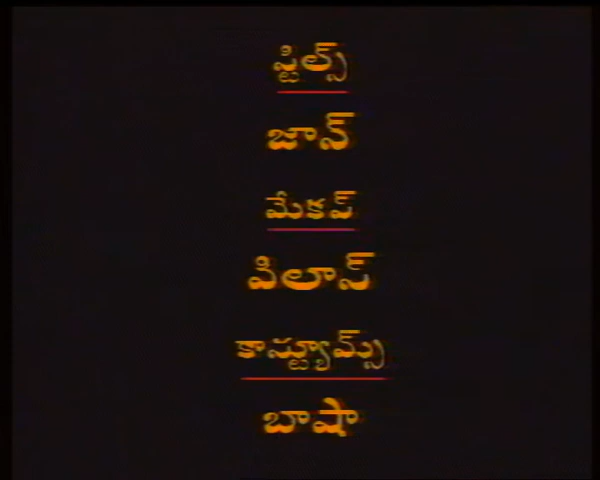 స్టిల్స్
జాన్
మేకప్
విలాస్
కాస్ట్యూమ్స్
బాషా